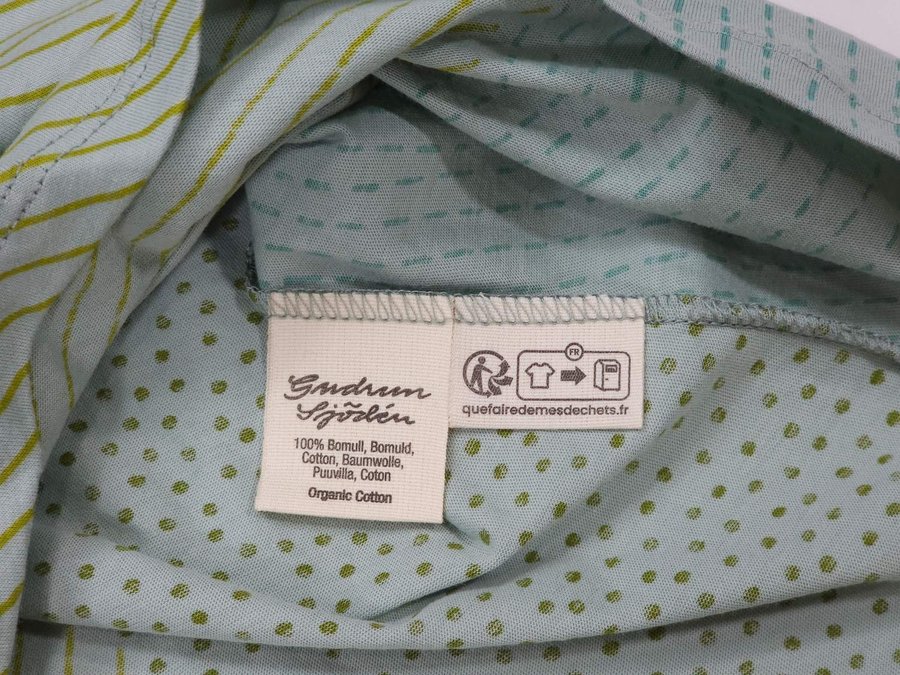 Gudrun
Sjödén
100% Bomull, Bomuld,
Cotton, Baumwolle,
Puuvilla, Coton
Organic Cotton
FR
quefairedemesdechets.fr